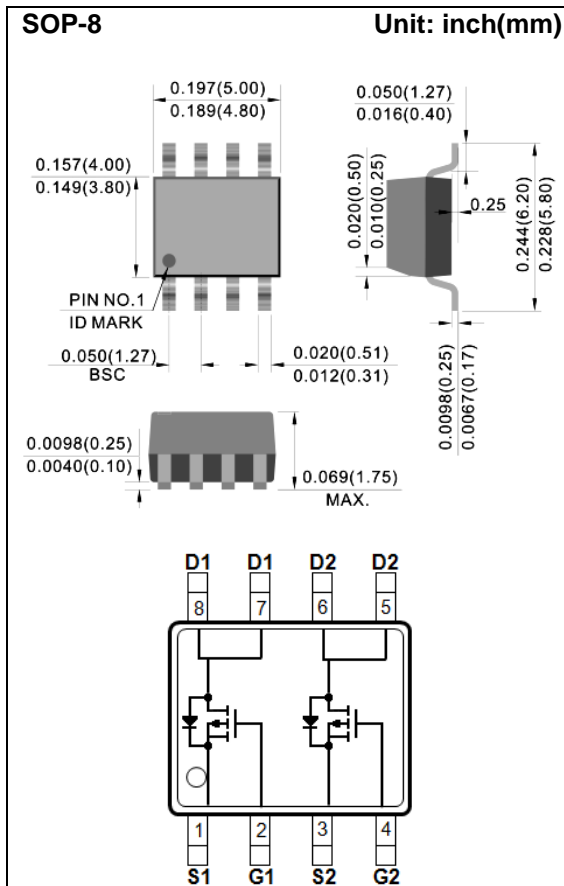 SOP-8 Unit: inch(mm)
0.197(5.00)
0.189(4.80)
0.050(1.27)
0.016(0.40)
0.157(4.00)
0.149(3.80)
0.020(0.50)
0.010(0.25)
0.25
0.244(6.20)
0.228(5.80)
PIN NO.1
ID MARK
0.050(1.27)
BSC
0.020(0.51)
0.012(0.31)
0.0098(0.25)
0.0067(0.17)
0.0098(0.25)
0.0040(0.10)
0.069(1.75)
MAX.
D1 D1 D2 D2
8 7 6 5
1 2 3 4
S1 G1 S2 G2